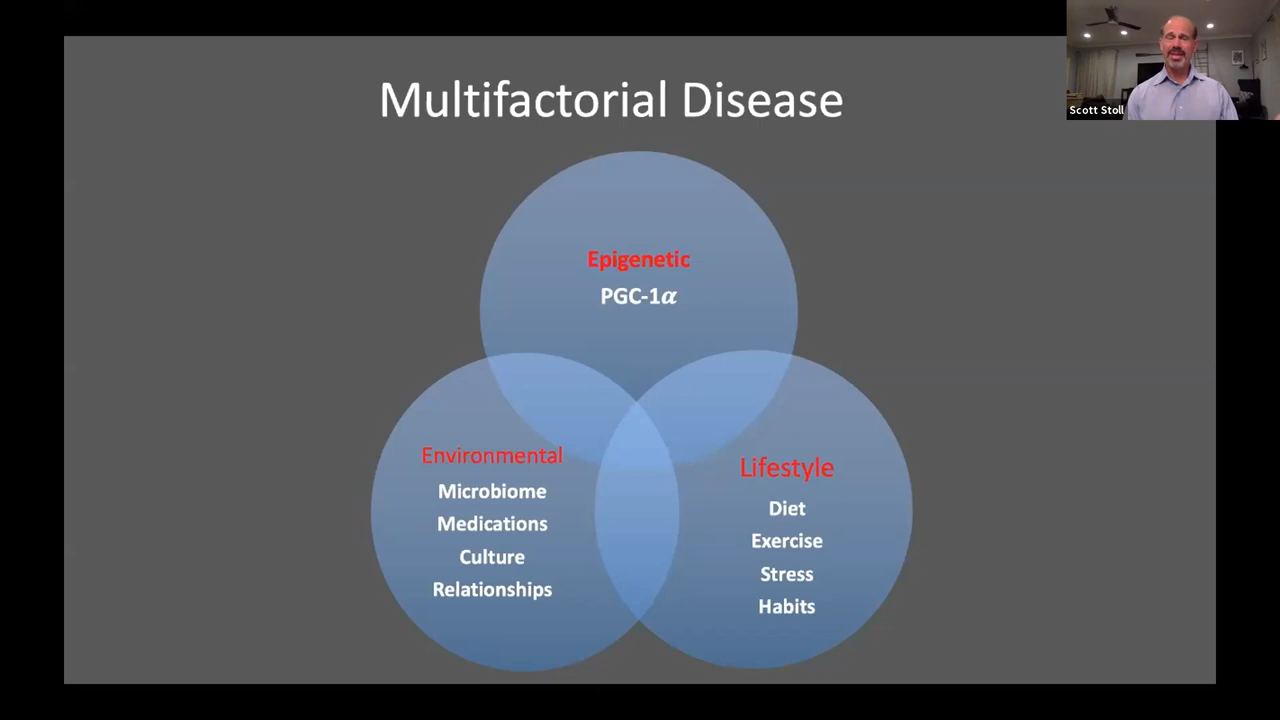 Multifactorial Disease
Scott Stoll
Epigenetic
PGC-1α
Environmental
Microbiome
Medications
Culture
Relationships
Lifestyle
Diet
Exercise
Stress
Habits